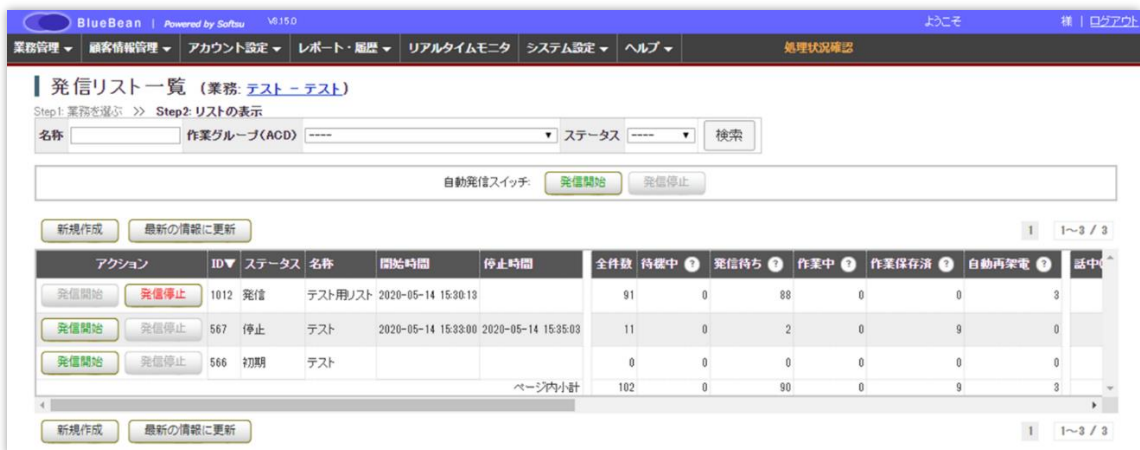 BlueBean | Powered by Softsu V8.15.0 ようこそ 様 | ログアウト
業務管理 ▼ 顧客情報管理 ▼ アカウント設定 ▼ レポート・履歴 ▼ リアルタイムモニタ システム設定 ▼ ヘルプ ▼ 処理状況確認
発信リスト一覧 (業務: テスト - テスト)
Step1: 業務を選ぶ >> Step2: リストの表示
名称 作業グループ(ACD) ---- ▼ ステータス ---- ▼ 検索
自動発信スイッチ: 発信開始 発信停止
新規作成 最新の情報に更新 1 1~3 / 3
アクション ID▼ ステータス 名称 開始時間 停止時間 全件数 待機中 ? 発信待ち ? 作業中 ? 作業保存済 ? 自動再架電 ? 話中
発信開始 発信停止 1012 発信 テスト用リスト 2020-05-14 15:30:13 91 0 88 0 0 3
発信開始 発信停止 567 停止 テスト 2020-05-14 15:33:00 2020-05-14 15:35:03 11 0 2 0 9 0
発信開始 発信停止 566 初期 テスト 0 0 0 0 0 0
ページ内小計 102 0 90 0 9 3
新規作成 最新の情報に更新 1 1~3 / 3